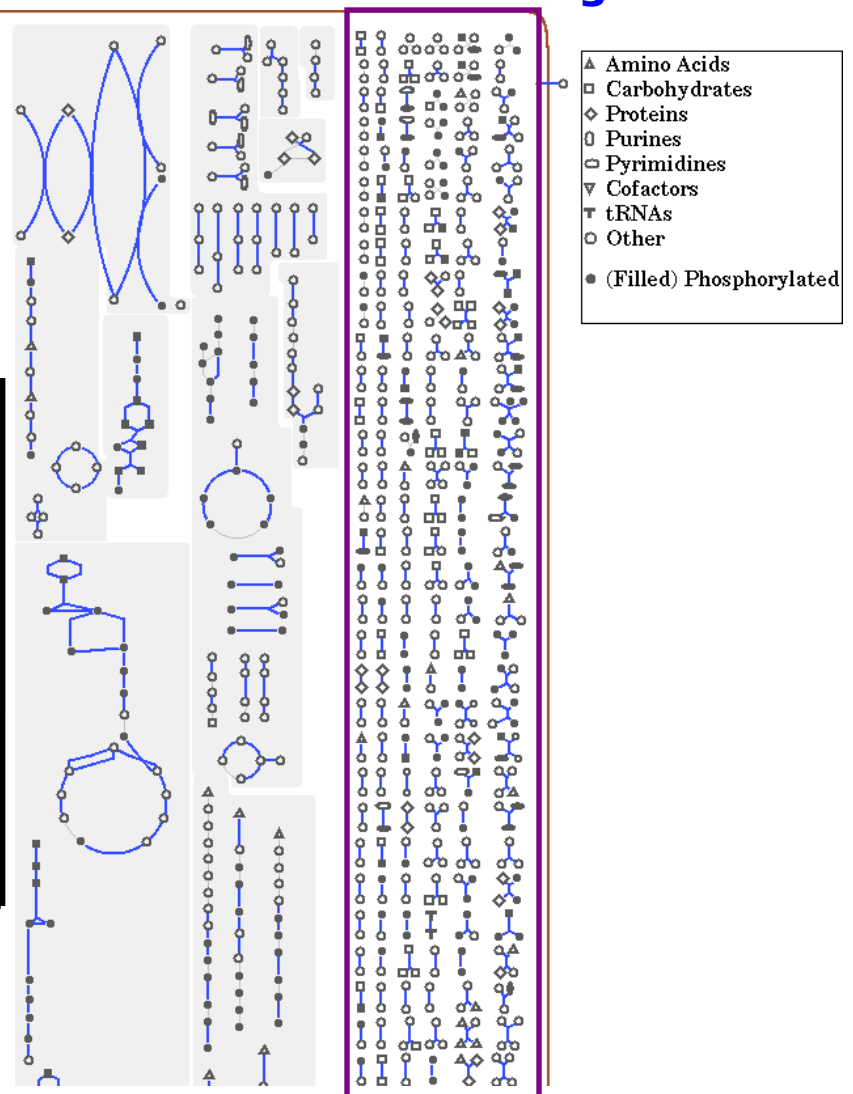 g
Amino Acids
Carbohydrates
Proteins
Purines
Pyrimidines
Cofactors
tRNAs
Other
(Filled) Phosphorylated